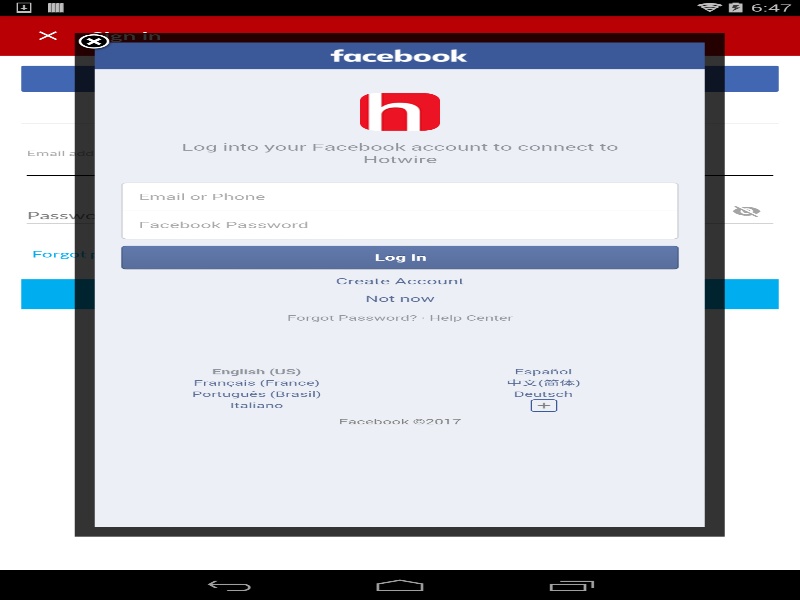 6:47
Sign in
facebook
h
Log into your Facebook account to connect to
Hotwire
Email add
Email or Phone
Passwo
Facebook Password
Forgot p
Log In
Create Account
Not now
Forgot Password? · Help Center
English (US)
Español
Français (France)
中文(简体)
Português (Brasil)
Deutsch
Italiano
+
Facebook ©2017